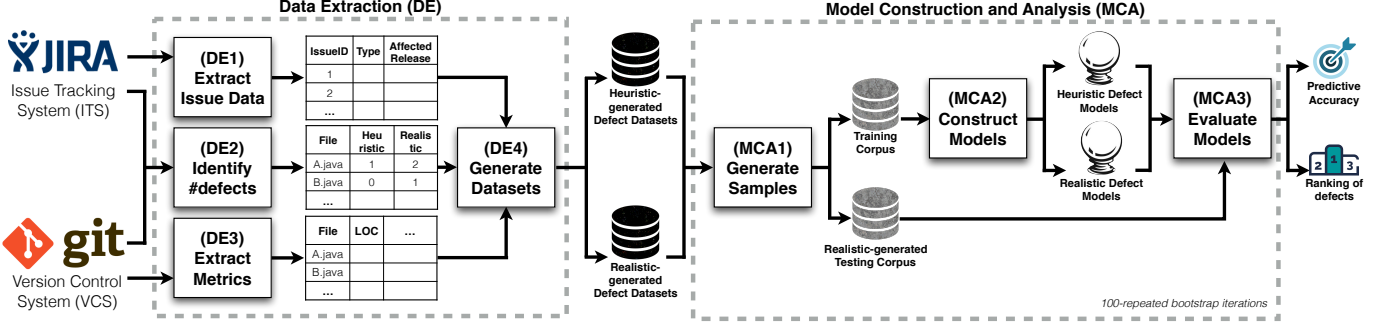 Data Extraction (DE)
Model Construction and Analysis (MCA)
JIRA
Issue Tracking
System (ITS)
git
Version Control
System (VCS)
(DE1)
Extract
Issue Data
(DE2)
Identify
#defects
(DE3)
Extract
Metrics
IssueID Type Affected
Release
1
2
...
File Heu
ristic Realis
tic
A.java 1 2
B.java 0 1
...
File LOC ...
A.java
B.java
...
(DE4)
Generate
Datasets
Heuristic-
generated
Defect Datasets
Realistic-
generated
Defect Datasets
(MCA1)
Generate
Samples
Training
Corpus
Realistic-generated
Testing Corpus
(MCA2)
Construct
Models
Heuristic Defect
Models
Realistic Defect
Models
(MCA3)
Evaluate
Models
Predictive
Accuracy
2 1 3
Ranking of
defects
100-repeated bootstrap iterations